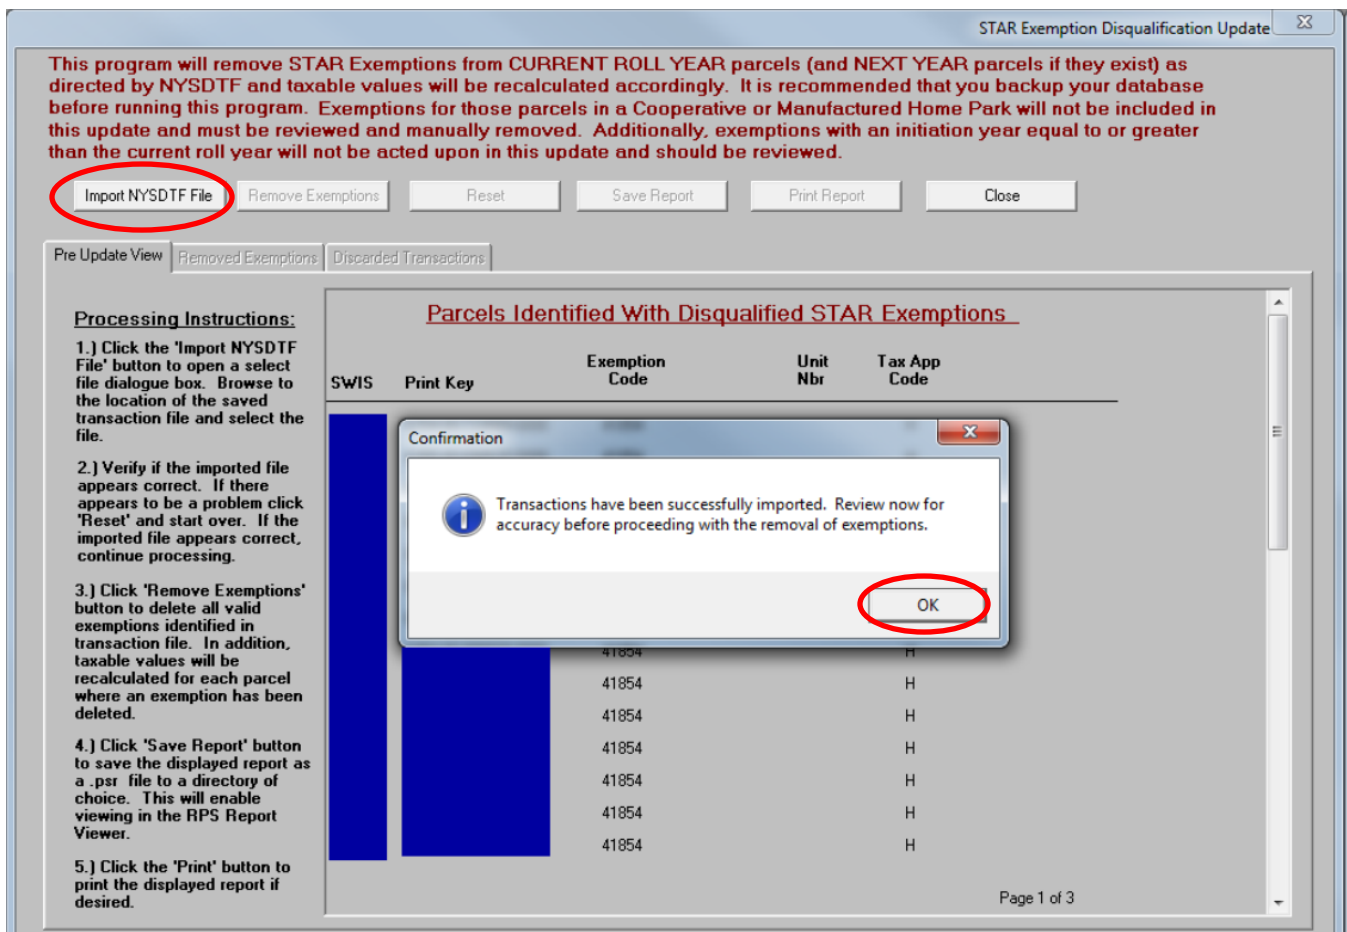 STAR Exemption Disqualification Update
This program will remove STAR Exemptions from CURRENT ROLL YEAR parcels (and NEXT YEAR parcels if they exist) as
directed by NYSDTF and taxable values will be recalculated accordingly. It is recommended that you backup your database
before running this program. Exemptions for those parcels in a Cooperative or Manufactured Home Park will not be included in
this update and must be reviewed and manually removed. Additionally, exemptions with an initiation year equal to or greater
than the current roll year will not be acted upon in this update and should be reviewed.
Import NYSDTF File Remove Exemptions Reset Save Report Print Report Close
Pre Update View Removed Exemptions Discarded Transactions
Processing Instructions:
1.) Click the 'Import NYSDTF
File' button to open a select
file dialogue box. Browse to
the location of the saved
transaction file and select the
file.
2.) Verify if the imported file
appears correct. If there
appears to be a problem click
'Reset' and start over. If the
imported file appears correct,
continue processing.
3.) Click 'Remove Exemptions'
button to delete all valid
exemptions identified in
transaction file. In addition,
taxable values will be
recalculated for each parcel
where an exemption has been
deleted.
4.) Click 'Save Report' button
to save the displayed report as
a .psr file to a directory of
choice. This will enable
viewing in the RPS Report
Viewer.
5.) Click the 'Print' button to
print the displayed report if
desired.
Parcels Identified With Disqualified STAR Exemptions
Exemption Unit Tax App
SWIS Print Key Code Nbr Code
Confirmation
Transactions have been successfully imported. Review now for
accuracy before proceeding with the removal of exemptions.
OK
41854 H
41854 H
41854 H
41854 H
41854 H
41854 H
41854 H
Page 1 of 3